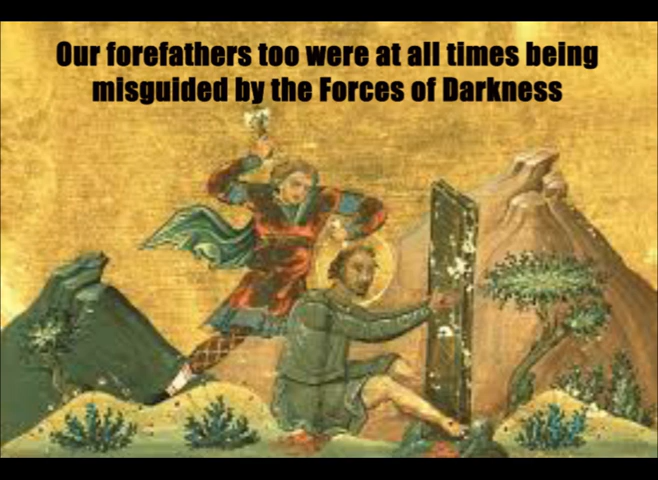 Our forefathers too were at all times being
misguided by the Forces of Darkness